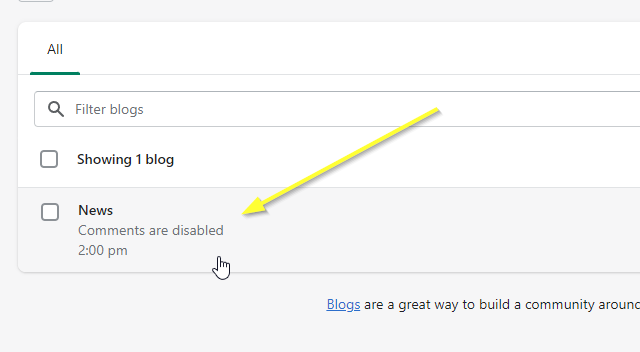 All
Filter blogs
Showing 1 blog
News
Comments are disabled
2:00 pm
Blogs are a great way to build a community around